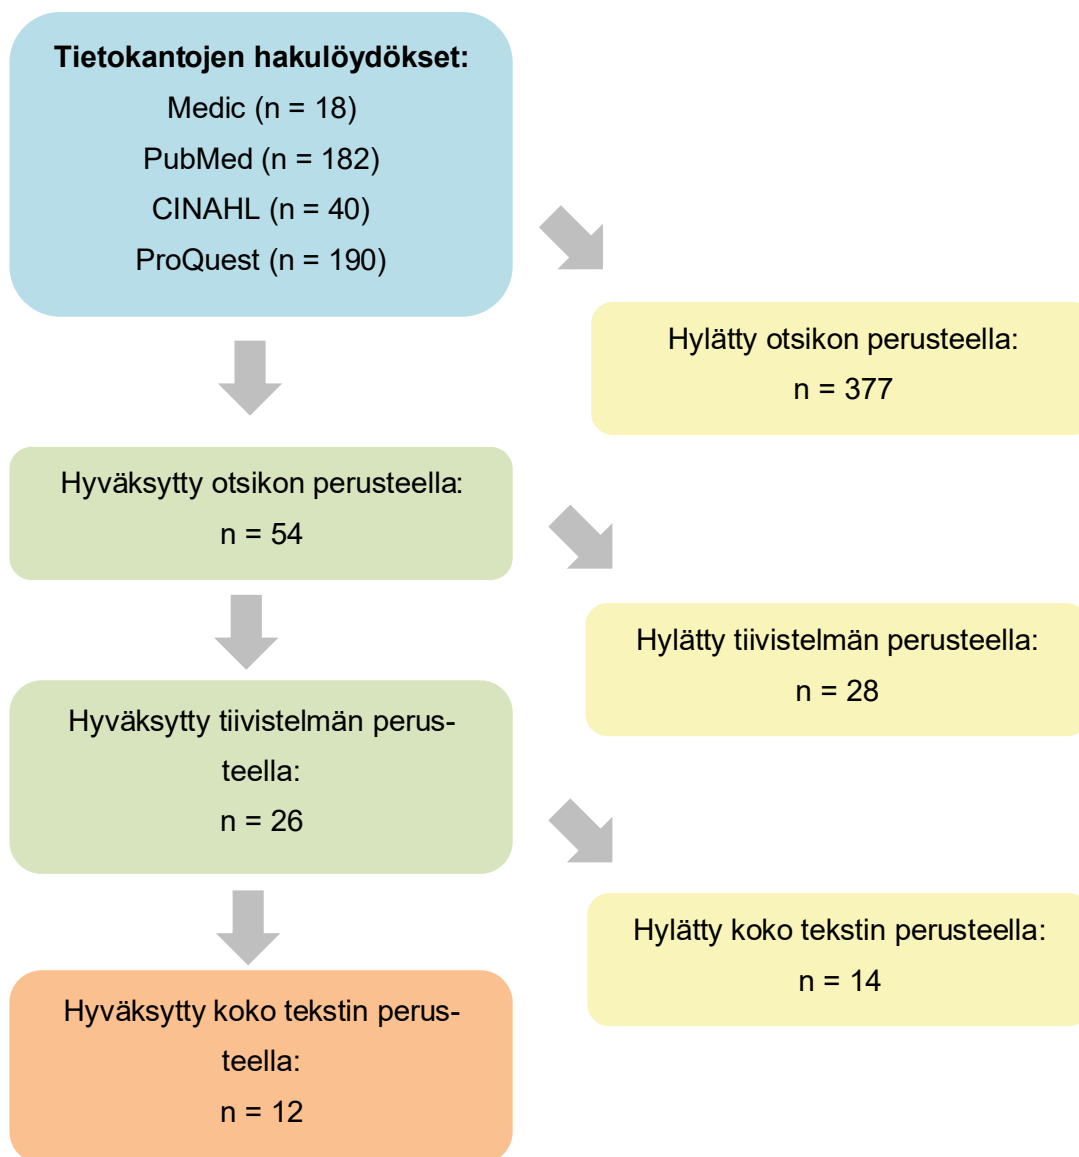 Tietokantojen hakulöydökset:
Medic (n = 18)
PubMed (n = 182)
CINAHL (n = 40)
ProQuest (n = 190)
Hylätty otsikon perusteella:
n = 377
Hyväksytty otsikon perusteella:
n = 54
Hylätty tiivistelmän perusteella:
n = 28
Hyväksytty tiivistelmän perus-
teella:
n = 26
Hylätty koko tekstin perusteella:
n = 14
Hyväksytty koko tekstin perus-
teella:
n = 12